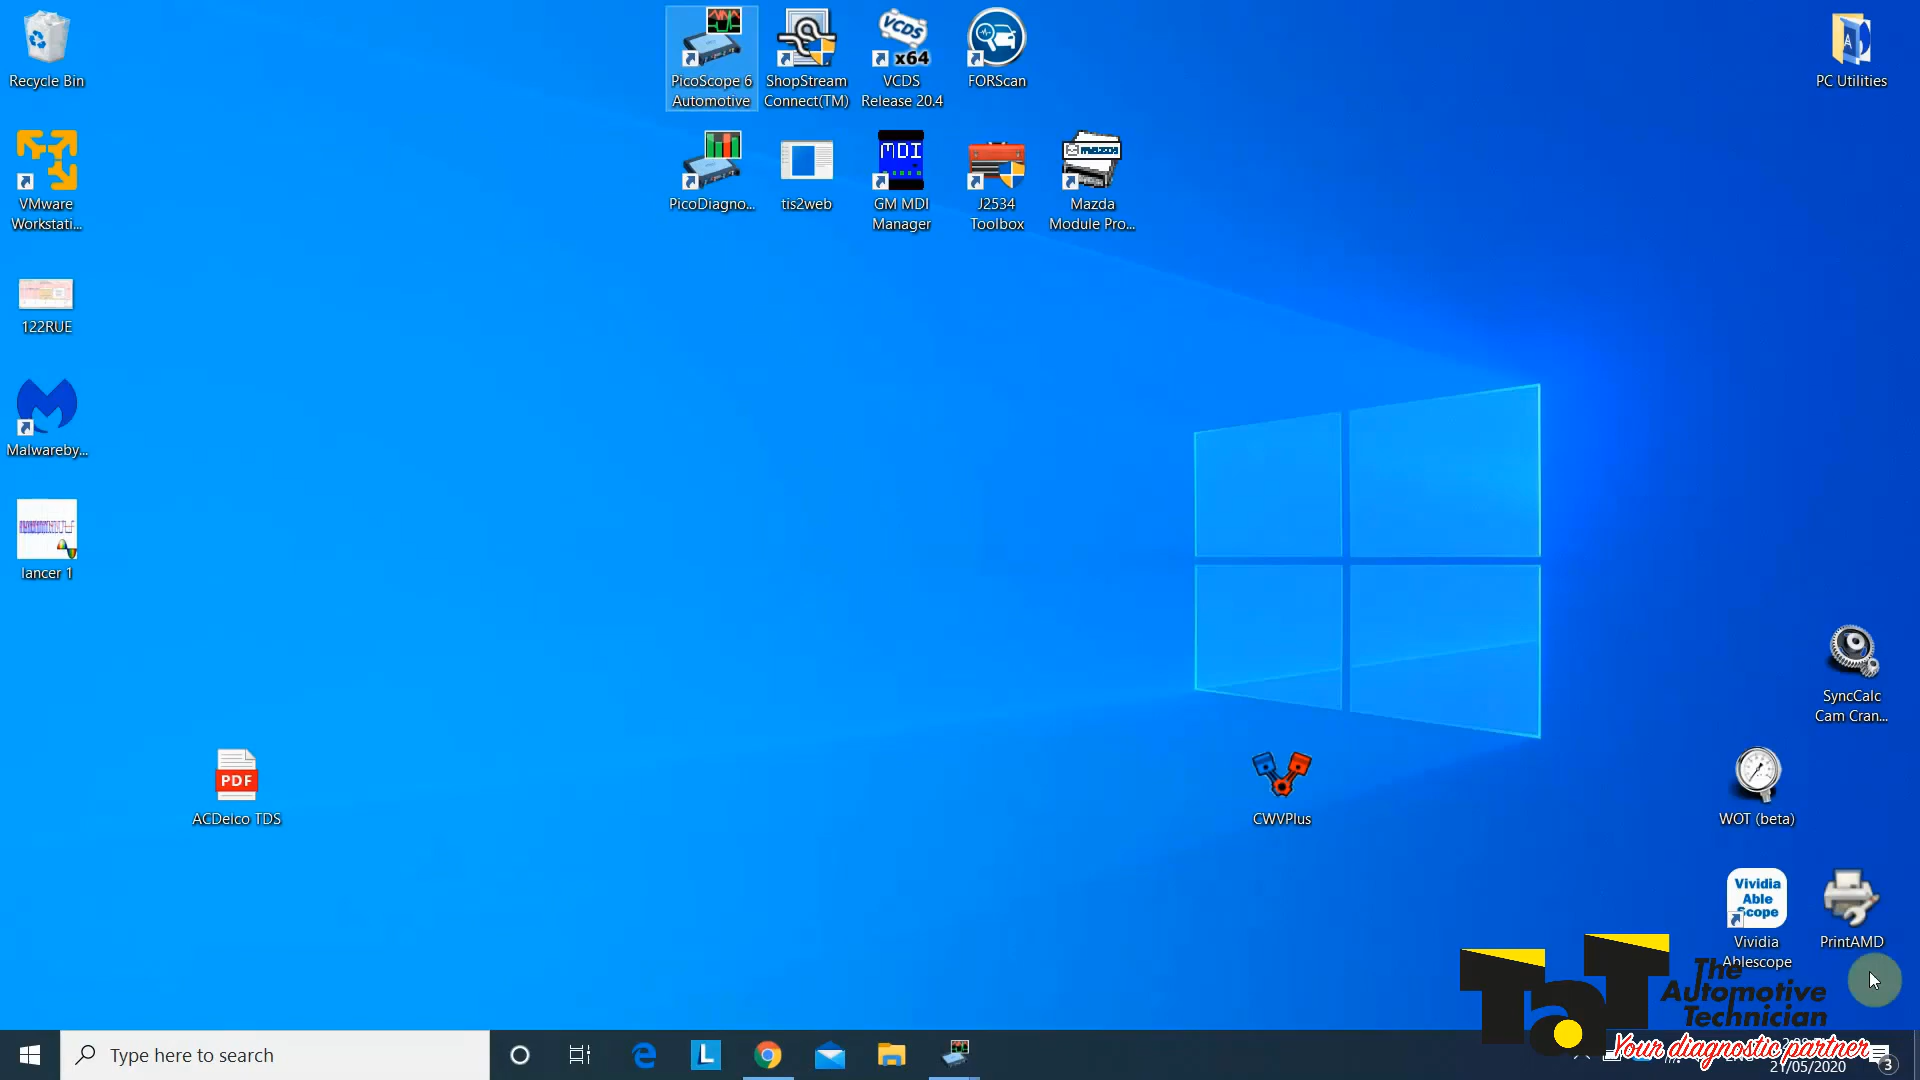 Recycle Bin
PicoScope 6
Automotive
ShopStream
Connect(TM)
VCDS
x64
VCDS
Release 20.4
FORScan
A
PC Utilities
VMware
Workstati...
PicoDiagno...
tis2web
MDI
GM MDI
Manager
J2534
Toolbox
mazda
Mazda
Module Pro...
122RUE
Malwareby...
lancer 1
SyncCalc
Cam Cran...
PDF
ACDelco TDS
CWVPlus
WOT (beta)
Vividia
Able
Scope
Vividia
Ablescope
PrintAMD
TaT
The
Automotive
Technician
Your diagnostic partner
Type here to search
L
21/05/2020
3